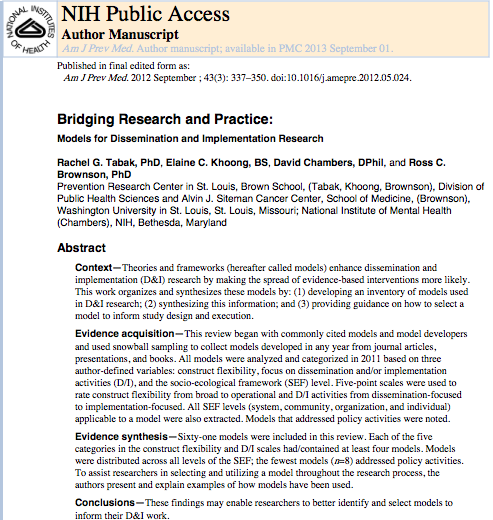 NATIONAL INSTITUTES OF HEALTH
NIH Public Access
Author Manuscript
Am J Prev Med. Author manuscript; available in PMC 2013 September 01.
Published in final edited form as:
Am J Prev Med. 2012 September ; 43(3): 337–350. doi:10.1016/j.amepre.2012.05.024.
Bridging Research and Practice:
Models for Dissemination and Implementation Research
Rachel G. Tabak, PhD, Elaine C. Khoong, BS, David Chambers, DPhil, and Ross C.
Brownson, PhD
Prevention Research Center in St. Louis, Brown School, (Tabak, Khoong, Brownson), Division of
Public Health Sciences and Alvin J. Siteman Cancer Center, School of Medicine, (Brownson),
Washington University in St. Louis, St. Louis, Missouri; National Institute of Mental Health
(Chambers), NIH, Bethesda, Maryland
Abstract
Context—Theories and frameworks (hereafter called models) enhance dissemination and
implementation (D&I) research by making the spread of evidence-based interventions more likely.
This work organizes and synthesizes these models by: (1) developing an inventory of models used
in D&I research; (2) synthesizing this information; and (3) providing guidance on how to select a
model to inform study design and execution.
Evidence acquisition—This review began with commonly cited models and model developers
and used snowball sampling to collect models developed in any year from journal articles,
presentations, and books. All models were analyzed and categorized in 2011 based on three
author-defined variables: construct flexibility, focus on dissemination and/or implementation
activities (D/I), and the socio-ecological framework (SEF) level. Five-point scales were used to
rate construct flexibility from broad to operational and D/I activities from dissemination-focused
to implementation-focused. All SEF levels (system, community, organization, and individual)
applicable to a model were also extracted. Models that addressed policy activities were noted.
Evidence synthesis—Sixty-one models were included in this review. Each of the five
categories in the construct flexibility and D/I scales had/contained at least four models. Models
were distributed across all levels of the SEF; the fewest models (n=8) addressed policy activities.
To assist researchers in selecting and utilizing a model throughout the research process, the
authors present and explain examples of how models have been used.
Conclusions—These findings may enable researchers to better identify and select models to
inform their D&I work.